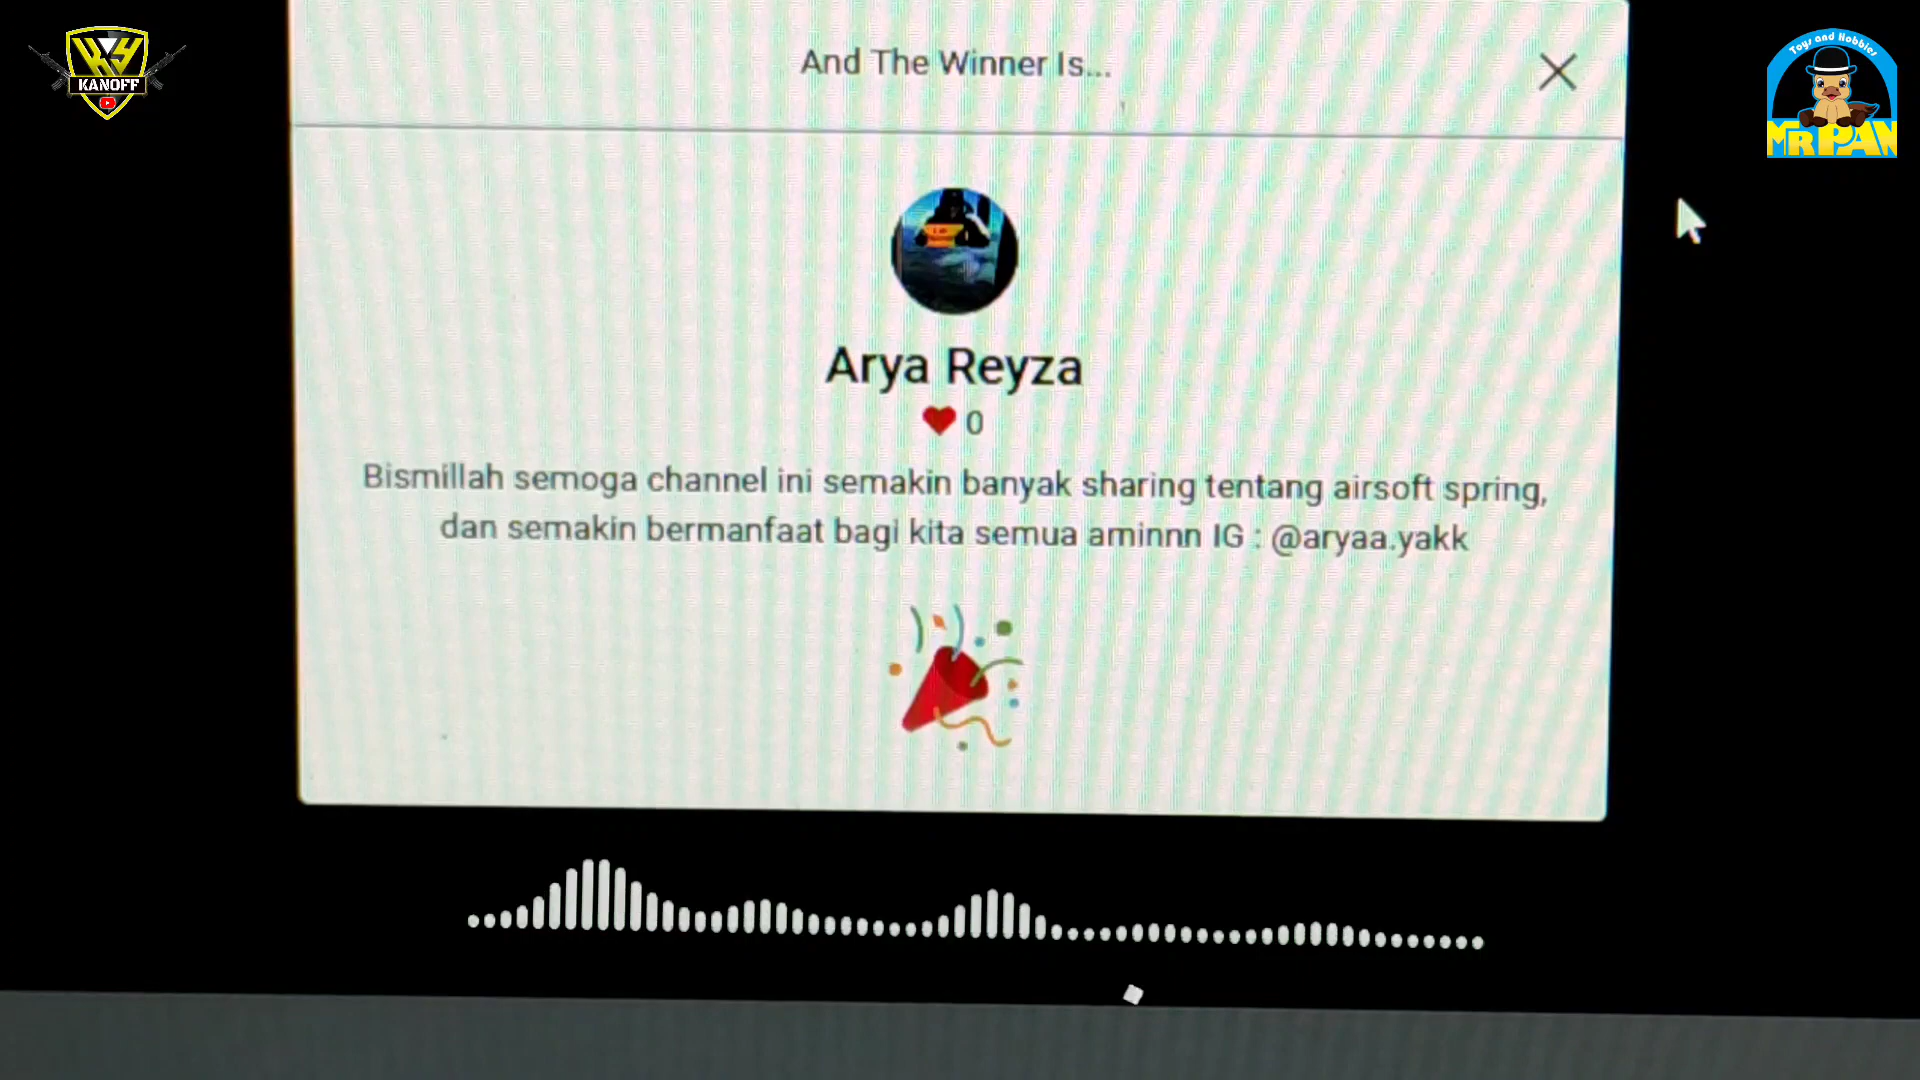 KANOFF
Toys and Hobbies
MR PAN
And The Winner Is...
Arya Reyza
0
Bismillah semoga channel ini semakin banyak sharing tentang airsoft spring,
dan semakin bermanfaat bagi kita semua aminnn IG : @aryaa.yakk